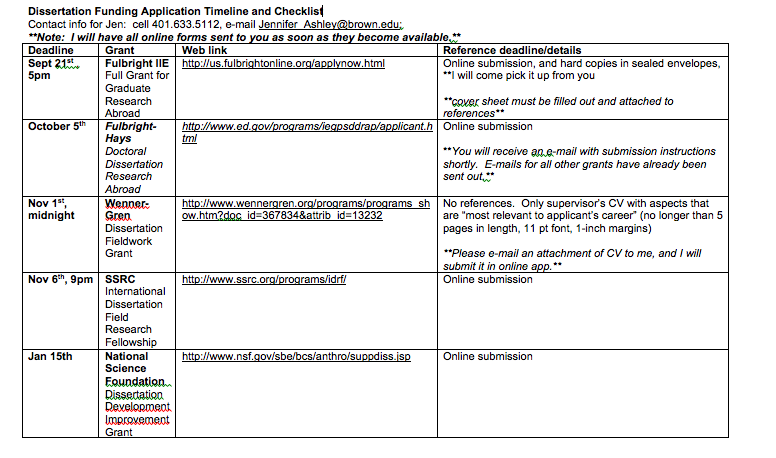 Dissertation Funding Application Timeline and Checklist
Contact info for Jen:  cell 401.633.5112, e-mail Jennifer_Ashley@brown.edu;
**Note:  I will have all online forms sent to you as soon as they become available.**
Deadline Grant Web link Reference deadline/details
Sept 21st 5pm
Fulbright IIE
Full Grant for
Graduate
Research
Abroad
http://us.fulbrightonline.org/applynow.html
Online submission, and hard copies in sealed envelopes,
**I will come pick it up from you
**cover sheet must be filled out and attached to
references**
October 5th
Fulbright-
Hays
Doctoral
Dissertation
Research
Abroad
http://www.ed.gov/programs/iegpsddrap/applicant.h
tml
Online submission
**You will receive an e-mail with submission instructions
shortly.  E-mails for all other grants have already been
sent out.**
Nov 1st,
midnight
Wenner-
Gren
Dissertation
Fieldwork
Grant
http://www.wennergren.org/programs/programs_sh
ow.htm?doc_id=367834&attrib_id=13232
No references.  Only supervisor's CV with aspects that
are "most relevant to applicant's career" (no longer than 5
pages in length, 11 pt font, 1-inch margins)
**Please e-mail an attachment of CV to me, and I will
submit it in online app.**
Nov 6th, 9pm
SSRC
International
Dissertation
Field
Research
Fellowship
http://www.ssrc.org/programs/idrf/
Online submission
Jan 15th
National
Science
Foundation
Dissertation
Development
Improvement
Grant
http://www.nsf.gov/sbe/bcs/anthro/suppdiss.jsp
Online submission